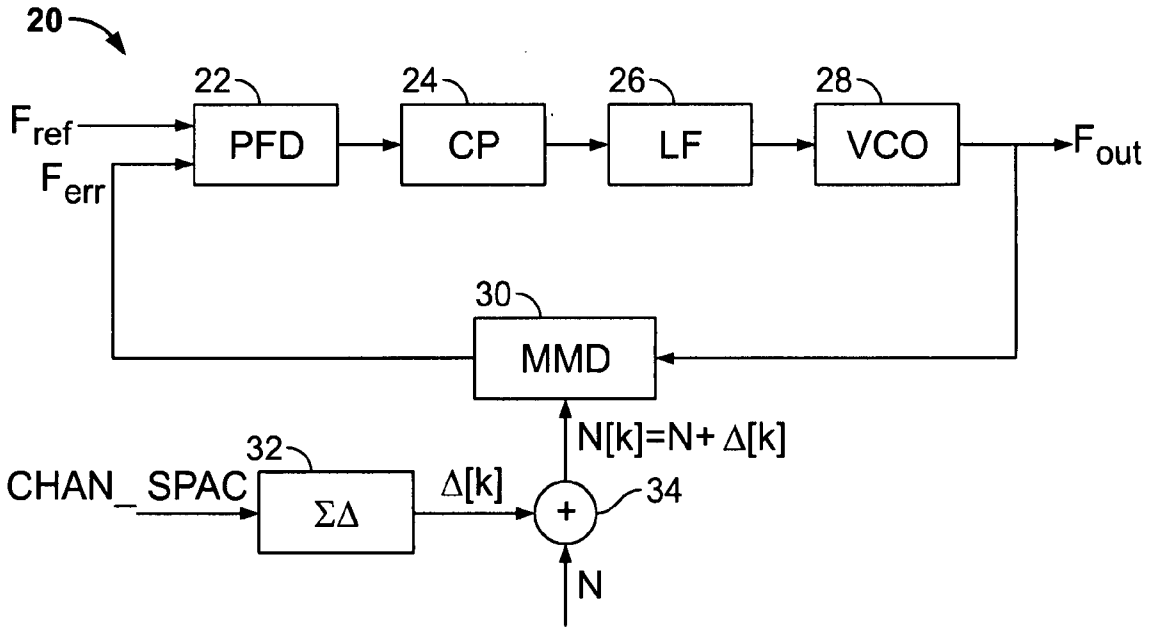 20
22
24
26
28
F_ref
PFD
CP
LF
VCO
F_out
F_err
30
MMD
N[k]=N+ Δ[k]
32
CHAN_ SPAC
ΣΔ
Δ[k]
+
34
N